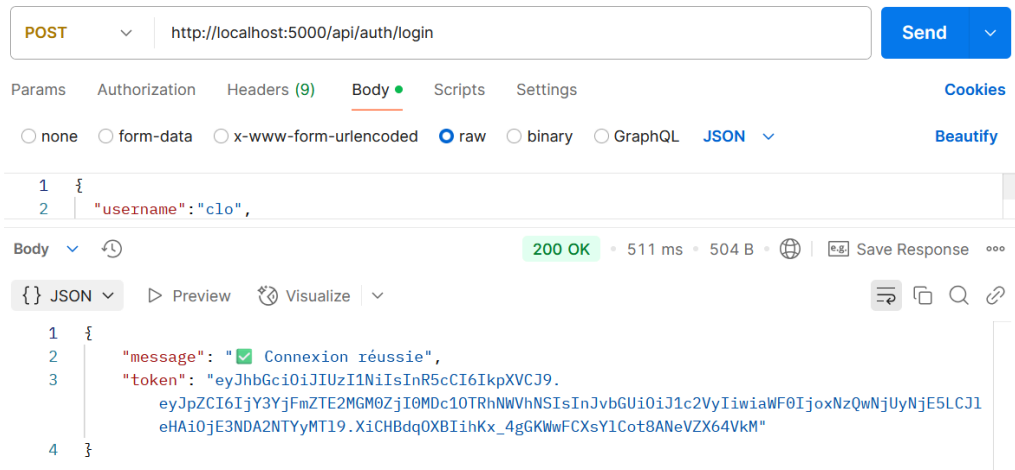 POST http://localhost:5000/api/auth/login Send
Params Authorization Headers (9) Body Scripts Settings Cookies
none form-data x-www-form-urlencoded raw binary GraphQL JSON Beautify
1 {
2 "username":"clo",
Body 200 OK • 511 ms • 504 B • e.g. Save Response
{} JSON Preview Visualize
1 {
2 "message": "✅ Connexion réussie",
3 "token": "eyJhbGciOiJIUzI1NiIsInR5cCI6IkpXVCJ9.
eyJpZCI6IjY3YjFmZTE2MGM0ZjI0MDc1OTRhNWVhNSIsInJvbGUiOiJ1c2VyIiwiaWF0IjoxNzQwNjUyNjE5LCJl
eHAiOjE3NDA2NTYyMTl9.XiCHBdqOXBIihKx_4gGKWwFCXsYlCot8ANeVZX64VkM"
4 }